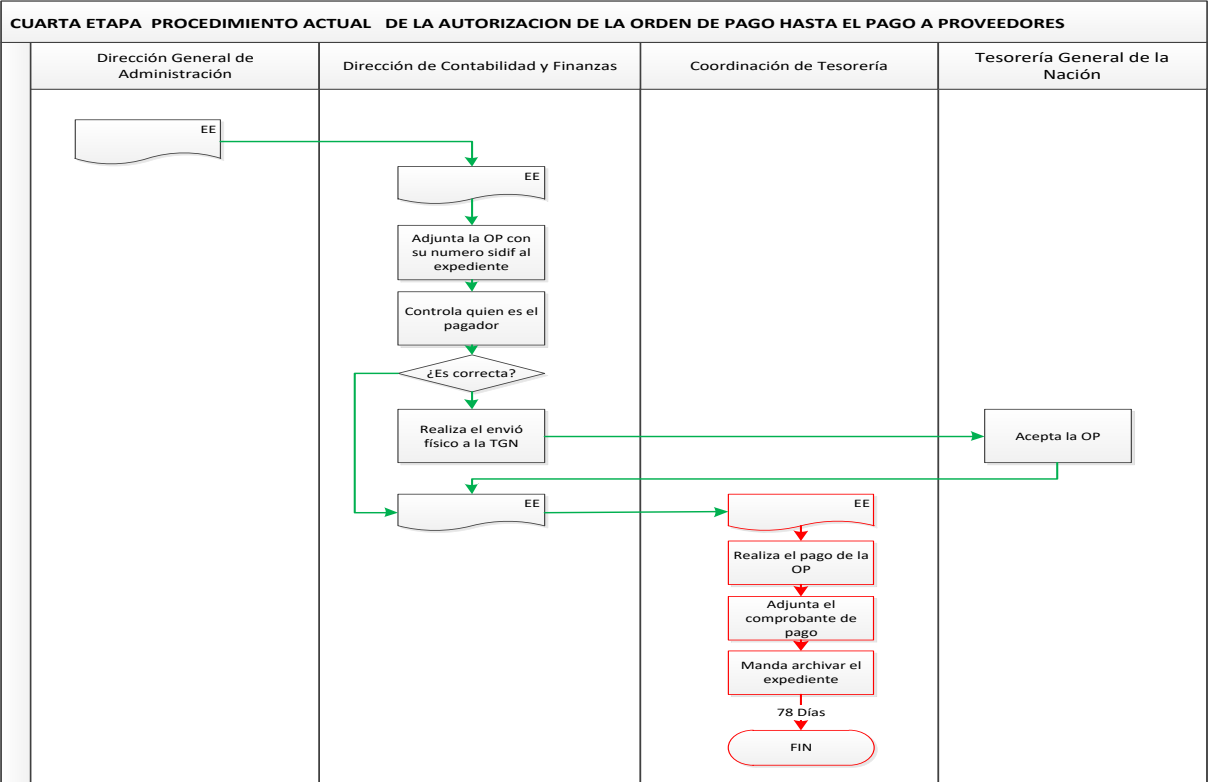 CUARTA ETAPA  PROCEDIMIENTO ACTUAL   DE LA AUTORIZACION DE LA ORDEN DE PAGO HASTA EL PAGO A PROVEEDORES
Dirección General de
Administración
Dirección de Contabilidad y Finanzas
Coordinación de Tesorería
Tesorería General de la
Nación
EE
EE
Adjunta la OP con
su numero sidif al
expediente
Controla quien es el
pagador
¿Es correcta?
Realiza el envió
físico a la TGN
Acepta la OP
EE
EE
Realiza el pago de la
OP
Adjunta el
comprobante de
pago
Manda archivar el
expediente
78 Días
FIN